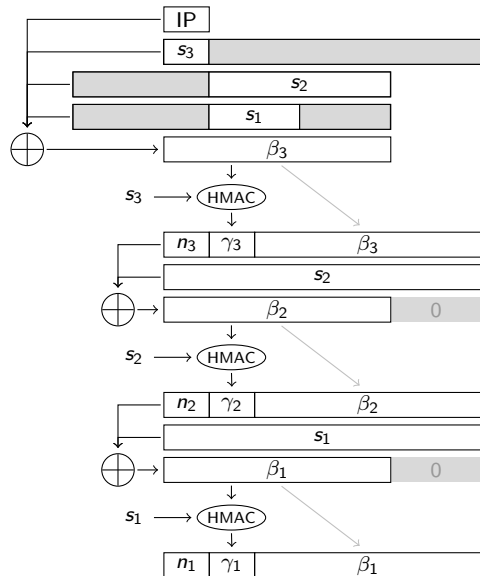 IP
s₃
s₂
s₁
β₃
s₃ HMAC
n₃ γ₃ β₃
s₂
β₂ 0
s₂ HMAC
n₂ γ₂ β₂
s₁
β₁ 0
s₁ HMAC
n₁ γ₁ β₁